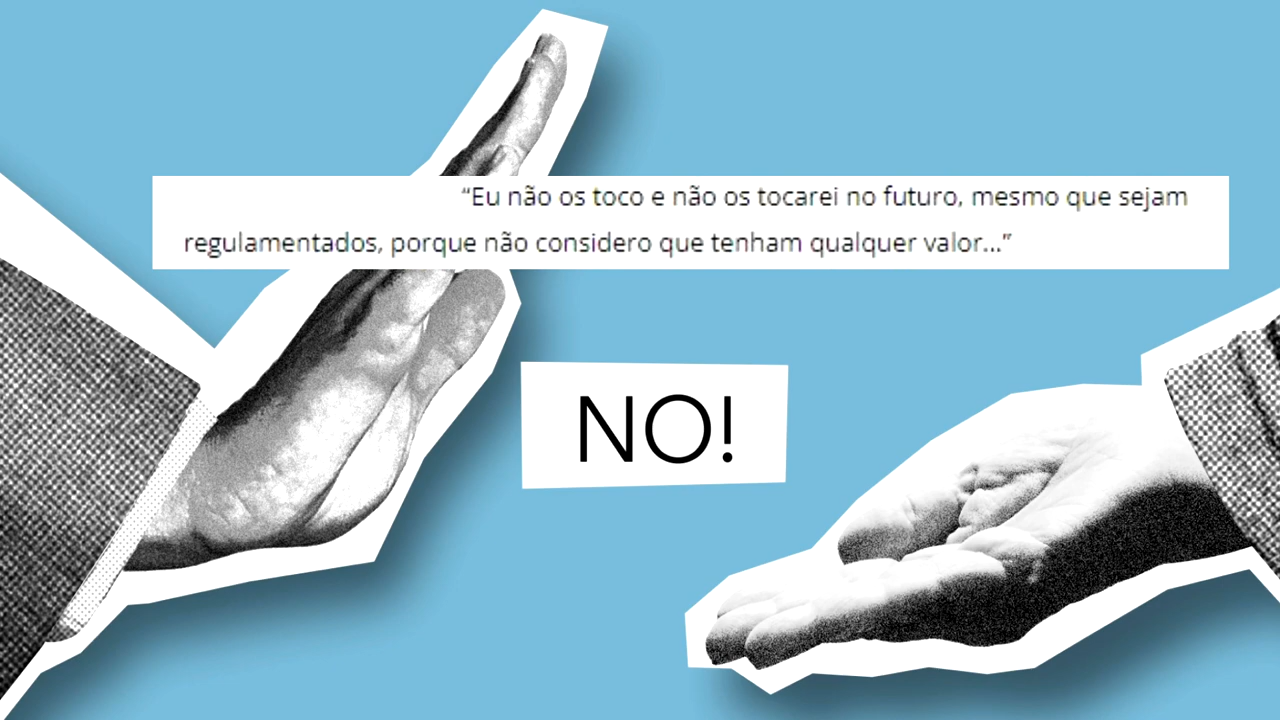 “Eu não os toco e não os tocarei no futuro, mesmo que sejam
regulamentados, porque não considero que tenham qualquer valor...”
NO!